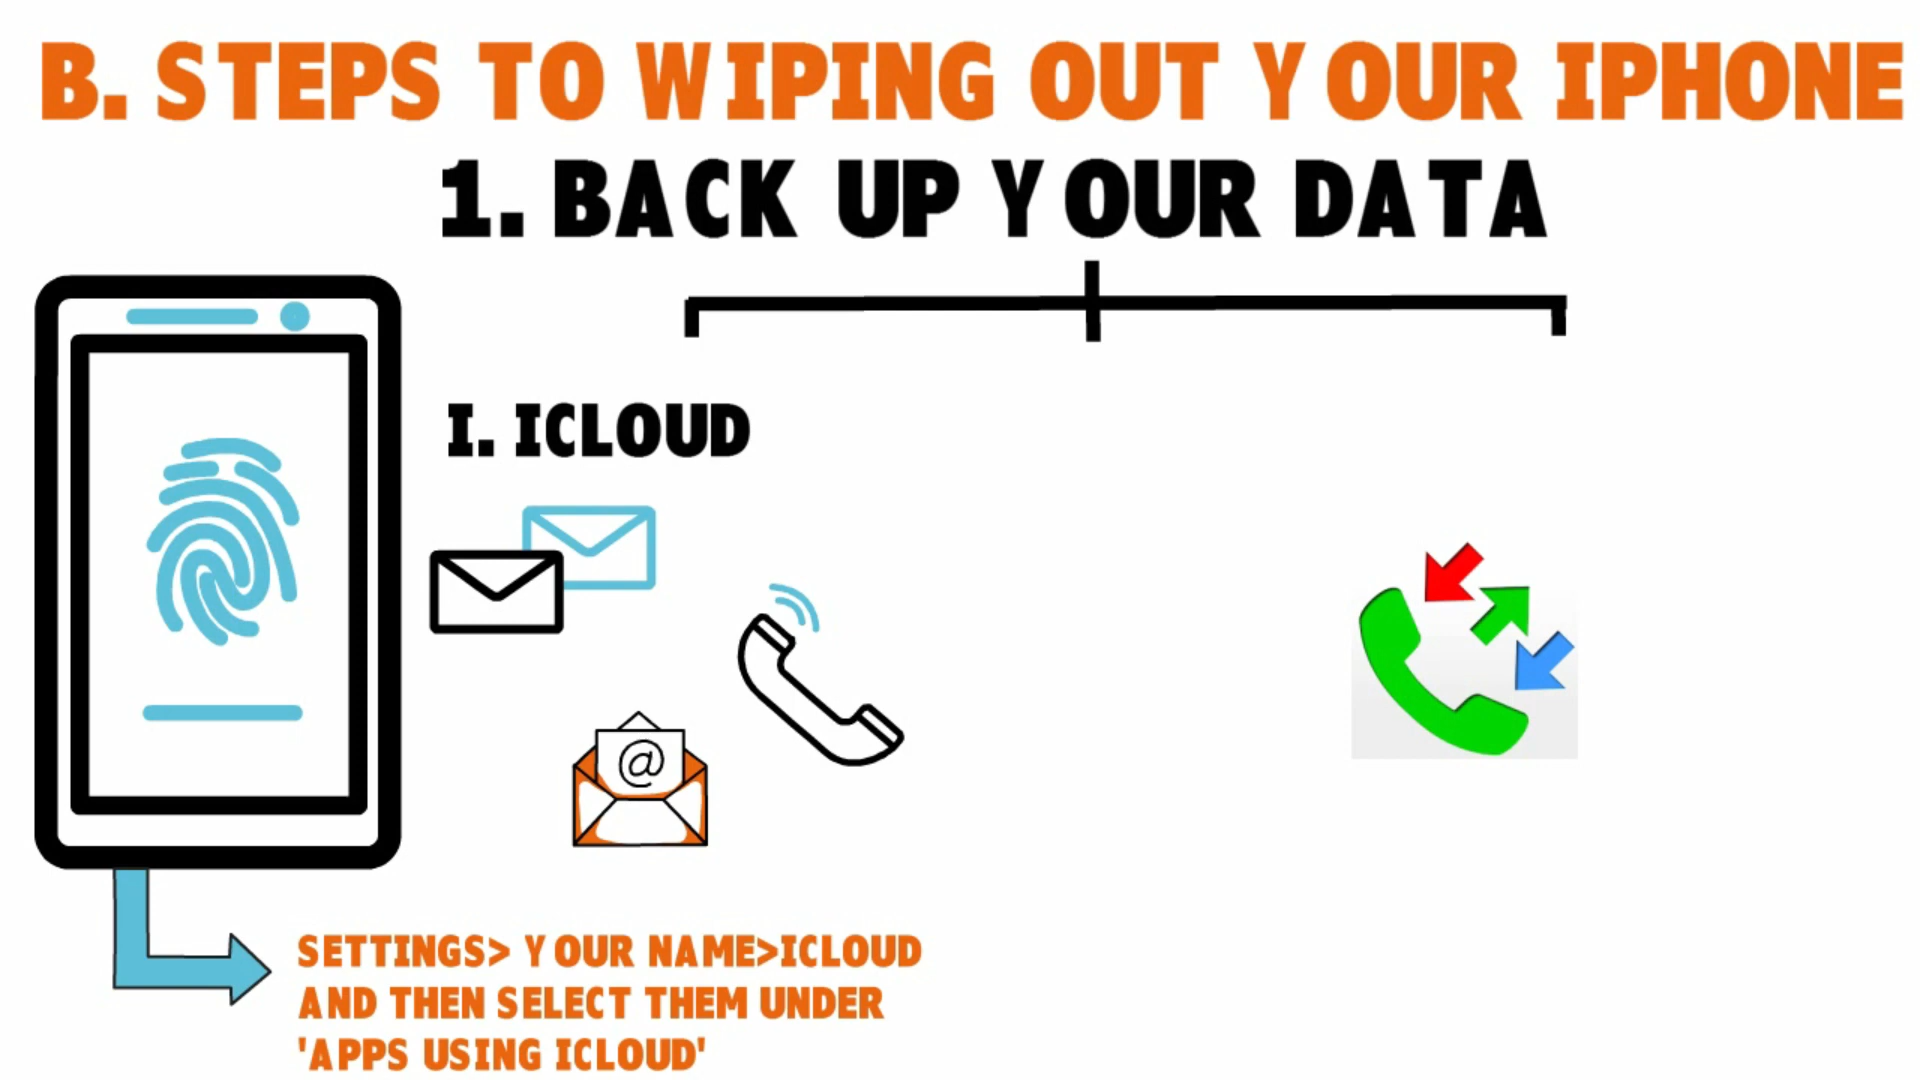 B. STEPS TO WIPING OUT YOUR IPHONE
1. BACK UP YOUR DATA
I. ICLOUD
@
SETTINGS> YOUR NAME>ICLOUD
AND THEN SELECT THEM UNDER
'APPS USING ICLOUD'